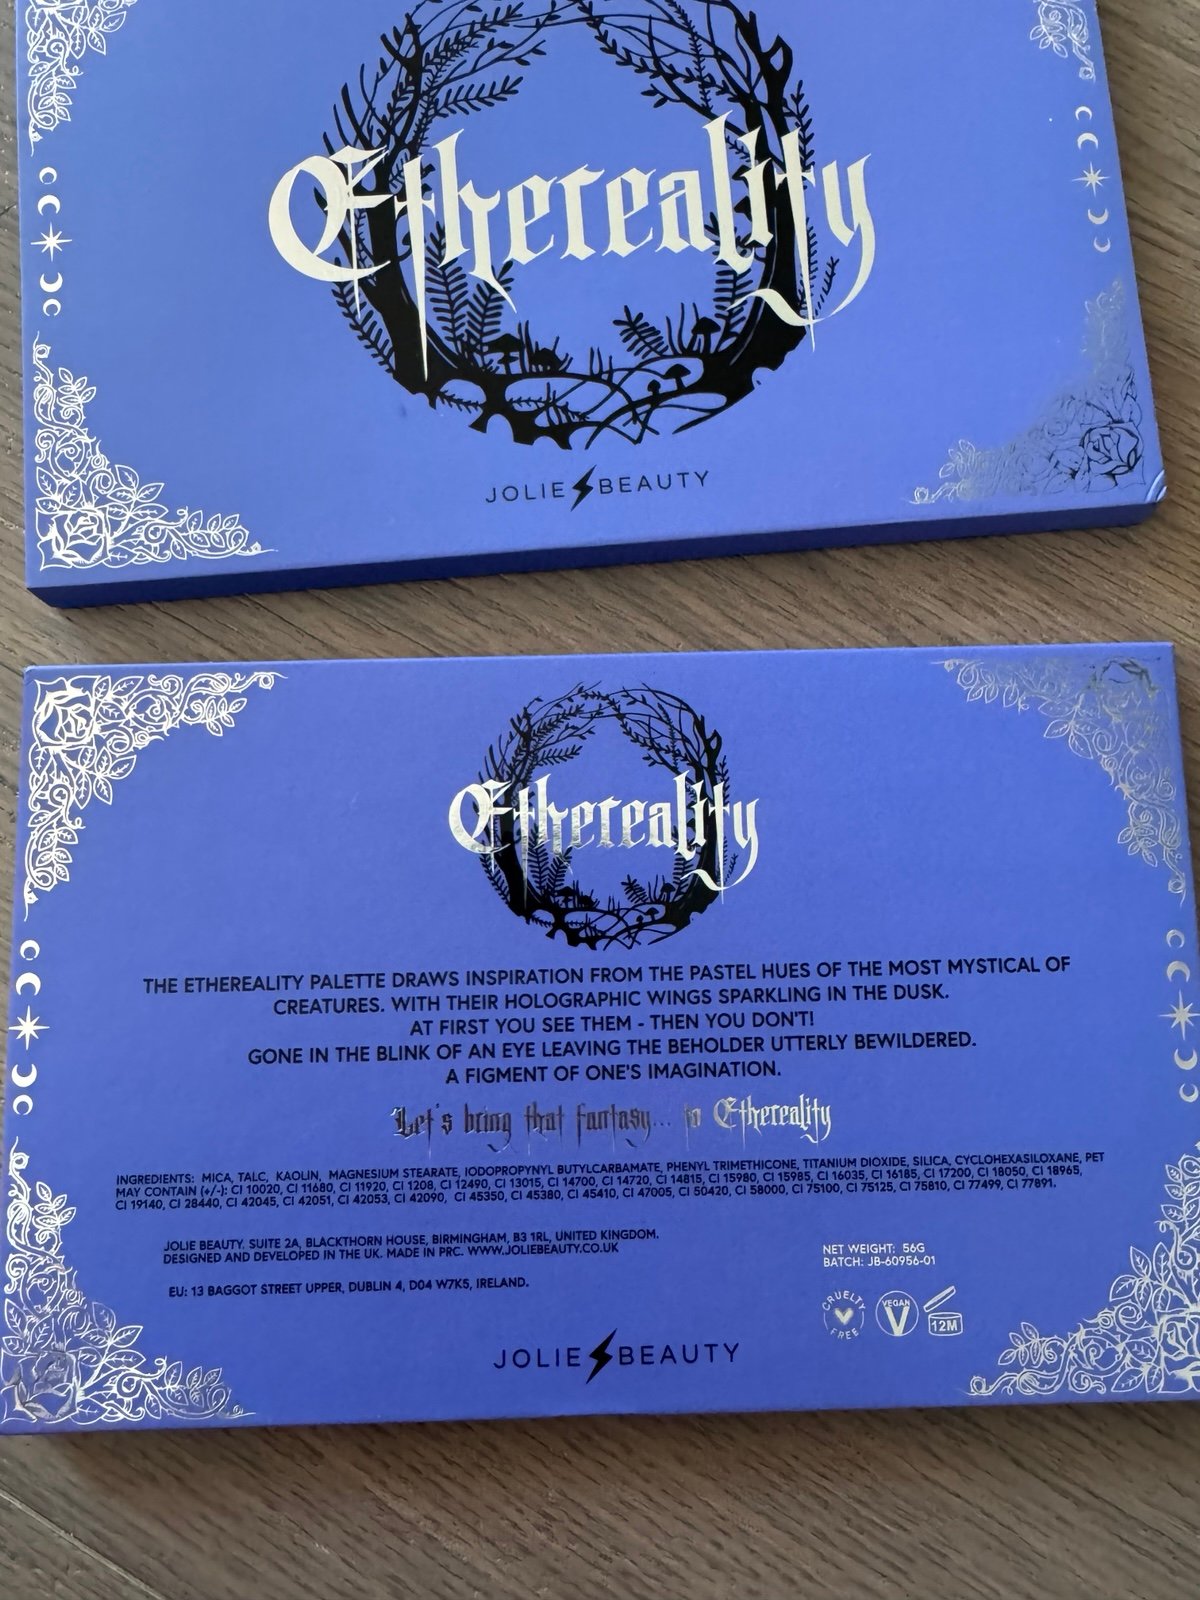 Ethereality
JOLIE BEAUTY
Ethereality
THE ETHEREALITY PALETTE DRAWS INSPIRATION FROM THE PASTEL HUES OF THE MOST MYSTICAL OF
CREATURES. WITH THEIR HOLOGRAPHIC WINGS SPARKLING IN THE DUSK.
AT FIRST YOU SEE THEM - THEN YOU DON'T!
GONE IN THE BLINK OF AN EYE LEAVING THE BEHOLDER UTTERLY BEWILDERED.
A FIGMENT OF ONE'S IMAGINATION.
Let's bring that fantasy... to Ethereality
INGREDIENTS: MICA, TALC, KAOLIN, MAGNESIUM STEARATE, IODOPROPYNYL BUTYLCARBAMATE, PHENYL TRIMETHICONE, TITANIUM DIOXIDE, SILICA, CYCLOHEXASILOXANE, PET
MAY CONTAIN (+/-): CI 10020, CI 11680, CI 11920, CI 1208, CI 12490, CI 13015, CI 14700, CI 14720, CI 14815, CI 15980, CI 15985, CI 16035, CI 16185, CI 17200, CI 18050, CI 18965,
CI 19140, CI 28440, CI 42045, CI 42051, CI 42053, CI 42090, CI 45350, CI 45380, CI 45410, CI 47005, CI 50420, CI 58000, CI 75100, CI 75125, CI 75810, CI 77499, CI 77891.
JOLIE BEAUTY, SUITE 2A, BLACKTHORN HOUSE, BIRMINGHAM, B3 1RL, UNITED KINGDOM.
DESIGNED AND DEVELOPED IN THE UK. MADE IN PRC. WWW.JOLIEBEAUTY.CO.UK
EU: 13 BAGGOT STREET UPPER, DUBLIN 4, D04 W7K5, IRELAND.
NET WEIGHT: 56G
BATCH: JB-60956-01
CRUELTY FREE
VEGAN
V
12M
JOLIE BEAUTY